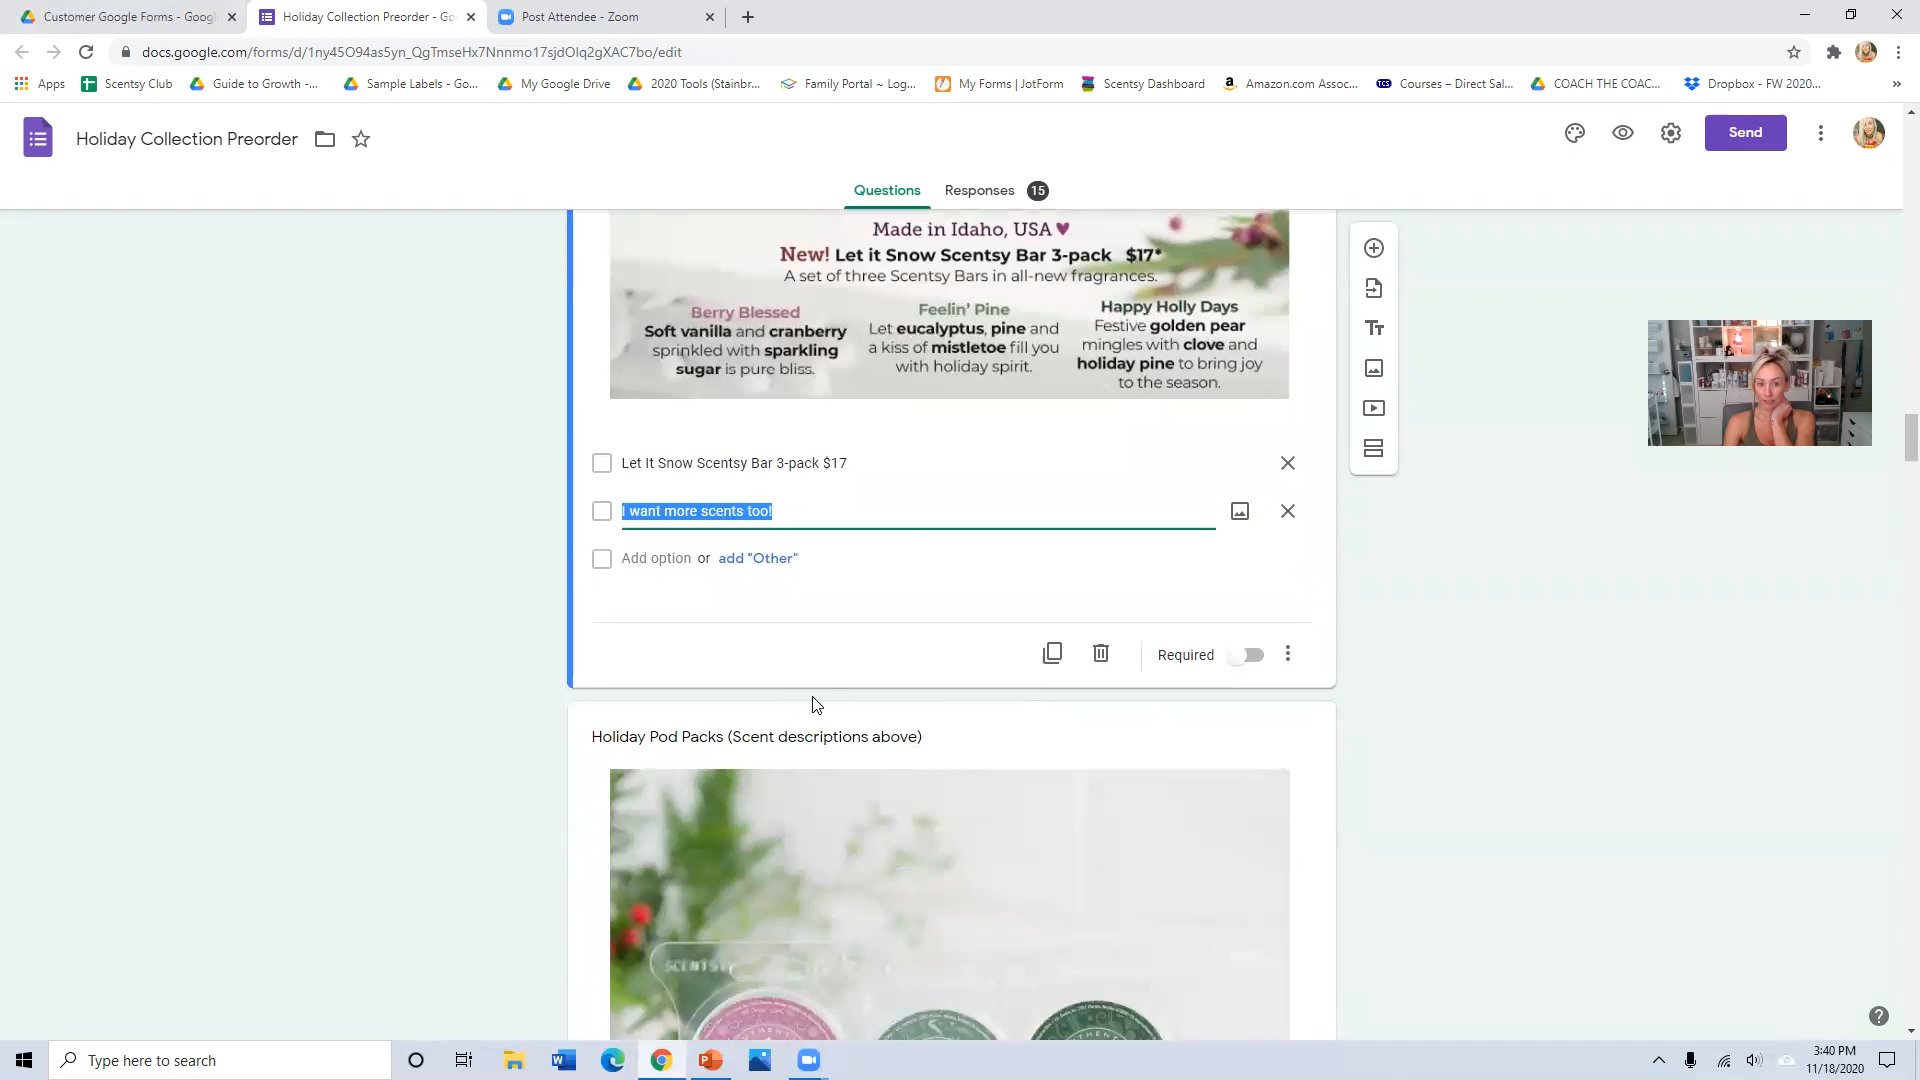 Customer Google Forms - Googl
Holiday Collection Preorder - Go
Post Attendee - Zoom
docs.google.com/forms/d/1ny45O94as5yn_QgTmseHx7Nnnmo17sjdOlq2gXAC7bo/edit
Apps
Scentsy Club
Guide to Growth -...
Sample Labels - Go...
My Google Drive
2020 Tools (Stainbr...
Family Portal ~ Log...
My Forms | JotForm
Scentsy Dashboard
Amazon.com Assoc...
TCS
Courses – Direct Sal...
COACH THE COAC...
Dropbox - FW 2020...
»
Holiday Collection Preorder
Send
Questions
Responses 15
Made in Idaho, USA ♥
New! Let it Snow Scentsy Bar 3-pack $17*
A set of three Scentsy Bars in all-new fragrances.
Berry Blessed
Soft vanilla and cranberry
sprinkled with sparkling
sugar is pure bliss.
Feelin' Pine
Let eucalyptus, pine and
a kiss of mistletoe fill you
with holiday spirit.
Happy Holly Days
Festive golden pear
mingles with clove and
holiday pine to bring joy
to the season.
Let It Snow Scentsy Bar 3-pack $17
I want more scents too!
Add option or add "Other"
Required
Holiday Pod Packs (Scent descriptions above)
SCENTSY
Type here to search
3:40 PM
11/18/2020